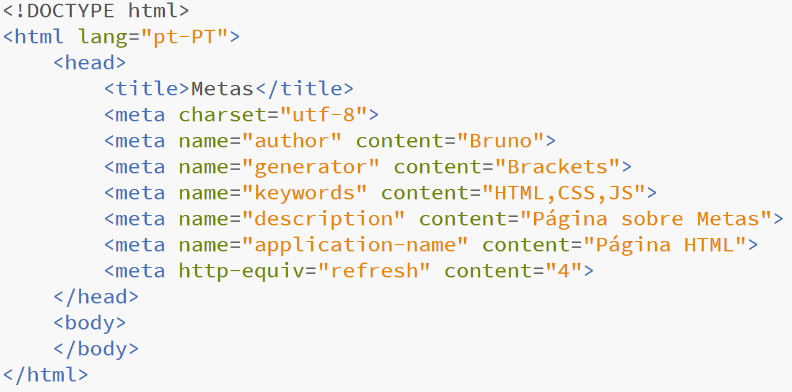 <!DOCTYPE html>
<html lang="pt-PT">
    <head>
        <title>Metas</title>
        <meta charset="utf-8">
        <meta name="author" content="Bruno">
        <meta name="generator" content="Brackets">
        <meta name="keywords" content="HTML,CSS,JS">
        <meta name="description" content="Página sobre Metas">
        <meta name="application-name" content="Página HTML">
        <meta http-equiv="refresh" content="4">
    </head>
    <body>
    </body>
</html>